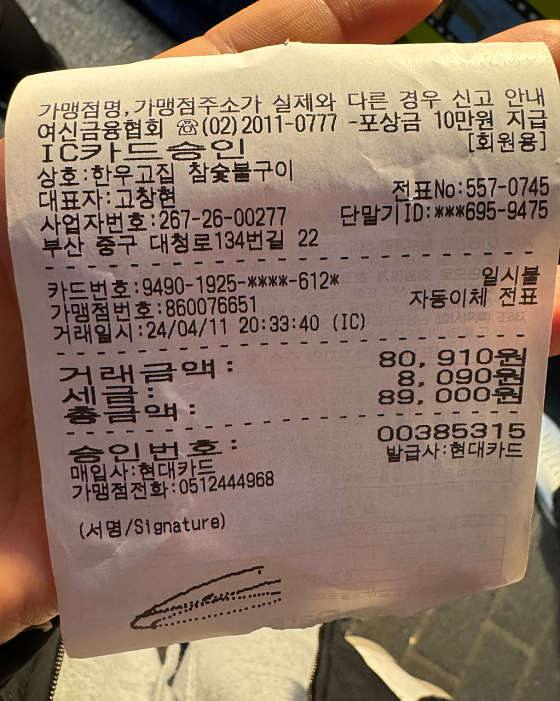 가맹점명,가맹점주소가 실제와 다른 경우 신고 안내
여신금융협회 ☎(02)2011-0777 -포상금 10만원 지급
IC카드승인 [회원용]
상호:한우고집 참숯불구이
대표자:고창현 전표No:557-0745
사업자번호:267-26-00277 단말기ID:***695-9475
부산 중구 대청로134번길 22
카드번호:9490-1925-****-612* 일시불
가맹점번호:860076651 자동이체 전표
거래일시:24/04/11 20:33:40 (IC)
거래금액: 80,910원
세금: 8,090원
총금액: 89,000원
승인번호: 00385315
매입사:현대카드 발급사:현대카드
가맹점전화:0512444968
(서명/Signature)